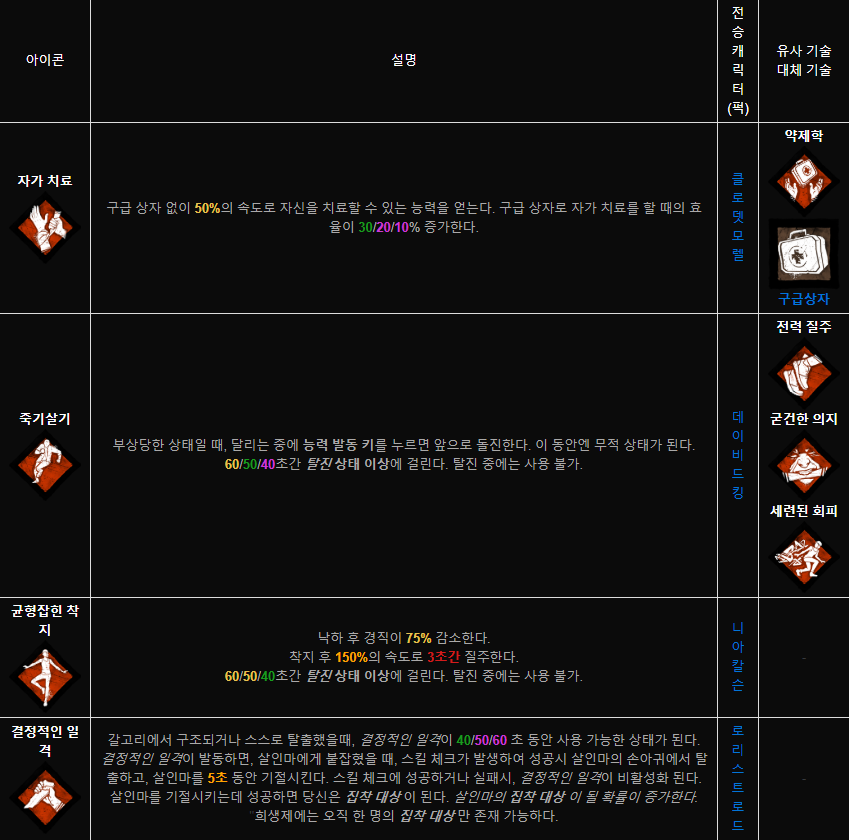 아이콘
설명
전
승
캐
릭
터
(퍽)
유사 기술
대체 기술
자가 치료
구급 상자 없이 50%의 속도로 자신을 치료할 수 있는 능력을 얻는다. 구급 상자로 자가 치료를 할 때의 효
율이 30/20/10% 증가한다.
클
로
뎃
모
렐
약제학
구급상자
죽기살기
부상당한 상태일 때, 달리는 중에 능력 발동 키를 누르면 앞으로 돌진한다. 이 동안엔 무적 상태가 된다.
60/50/40초간 탈진 상태 이상에 걸린다. 탈진 중에는 사용 불가.
데
이
비
드
킹
전력 질주
굳건한 의지
세련된 회피
균형잡힌 착
지
낙하 후 경직이 75% 감소한다.
착지 후 150%의 속도로 3초간 질주한다.
60/50/40초간 탈진 상태 이상에 걸린다. 탈진 중에는 사용 불가.
니
아
칼
슨
-
결정적인 일
격
갈고리에서 구조되거나 스스로 탈출했을때, 결정적인 일격이 40/50/60 초 동안 사용 가능한 상태가 된다.
결정적인 일격이 발동하면, 살인마에게 붙잡혔을 때, 스킬 체크가 발생하여 성공시 살인마의 손아귀에서 탈
출하고, 살인마를 5초 동안 기절시킨다. 스킬 체크에 성공하거나 실패시, 결정적인 일격이 비활성화 된다.
살인마를 기절시키는데 성공하면 당신은 집착 대상이 된다. 살인마의 집착 대상 이 될 확률이 증가한다.
"희생제에는 오직 한 명의 집착 대상만 존재 가능하다.
로
리
스
트
로
드
-